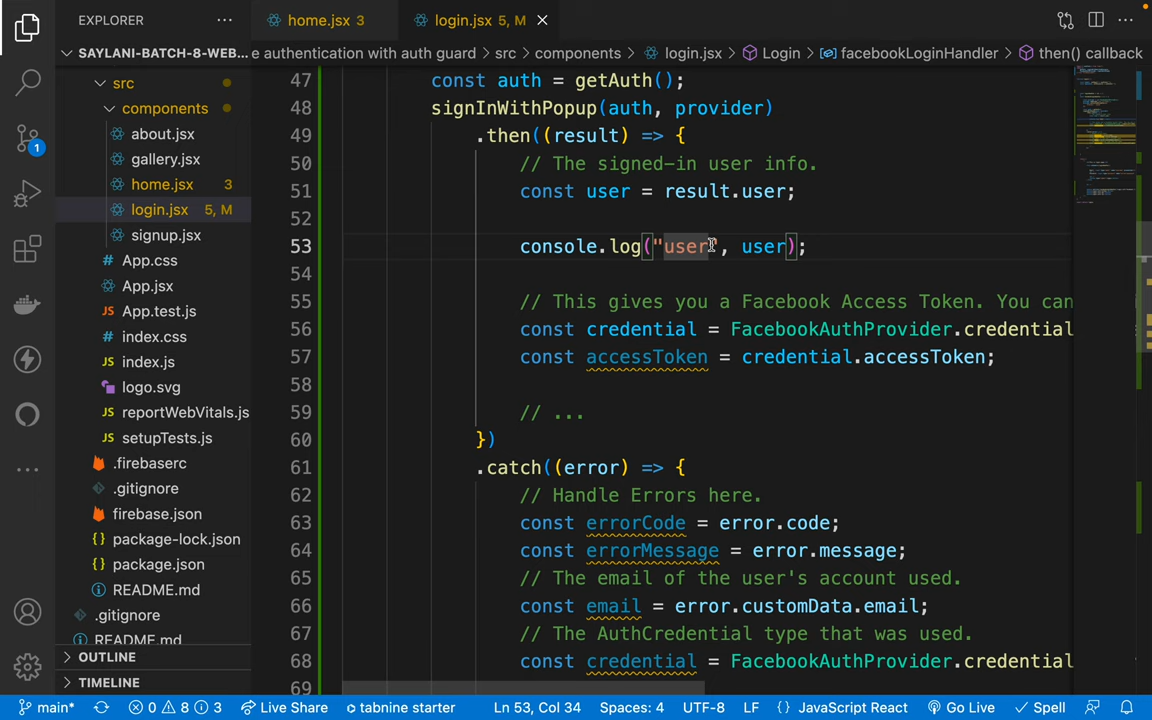 EXPLORER
home.jsx 3
login.jsx 5, M
SAYLANI-BATCH-8-WEB...
e authentication with auth guard › src › components › login.jsx › Login › facebookLoginHandler › then() callback
src
components
about.jsx
gallery.jsx
home.jsx 3
login.jsx 5, M
signup.jsx
App.css
App.jsx
App.test.js
index.css
index.js
logo.svg
reportWebVitals.js
setupTests.js
.firebaserc
.gitignore
firebase.json
package-lock.json
package.json
README.md
.gitignore
README.md
OUTLINE
TIMELINE
1
47 const auth = getAuth();
48 signInWithPopup(auth, provider)
49 .then((result) => {
50 // The signed-in user info.
51 const user = result.user;
52
53 console.log("user", user);
54
55 // This gives you a Facebook Access Token. You can
56 const credential = FacebookAuthProvider.credential
57 const accessToken = credential.accessToken;
58
59 // ...
60 })
61 .catch((error) => {
62 // Handle Errors here.
63 const errorCode = error.code;
64 const errorMessage = error.message;
65 // The email of the user's account used.
66 const email = error.customData.email;
67 // The AuthCredential type that was used.
68 const credential = FacebookAuthProvider.credential
69
main* 0 8 3 Live Share tabnine starter Ln 53, Col 34 Spaces: 4 UTF-8 LF {} JavaScript React Go Live Spell